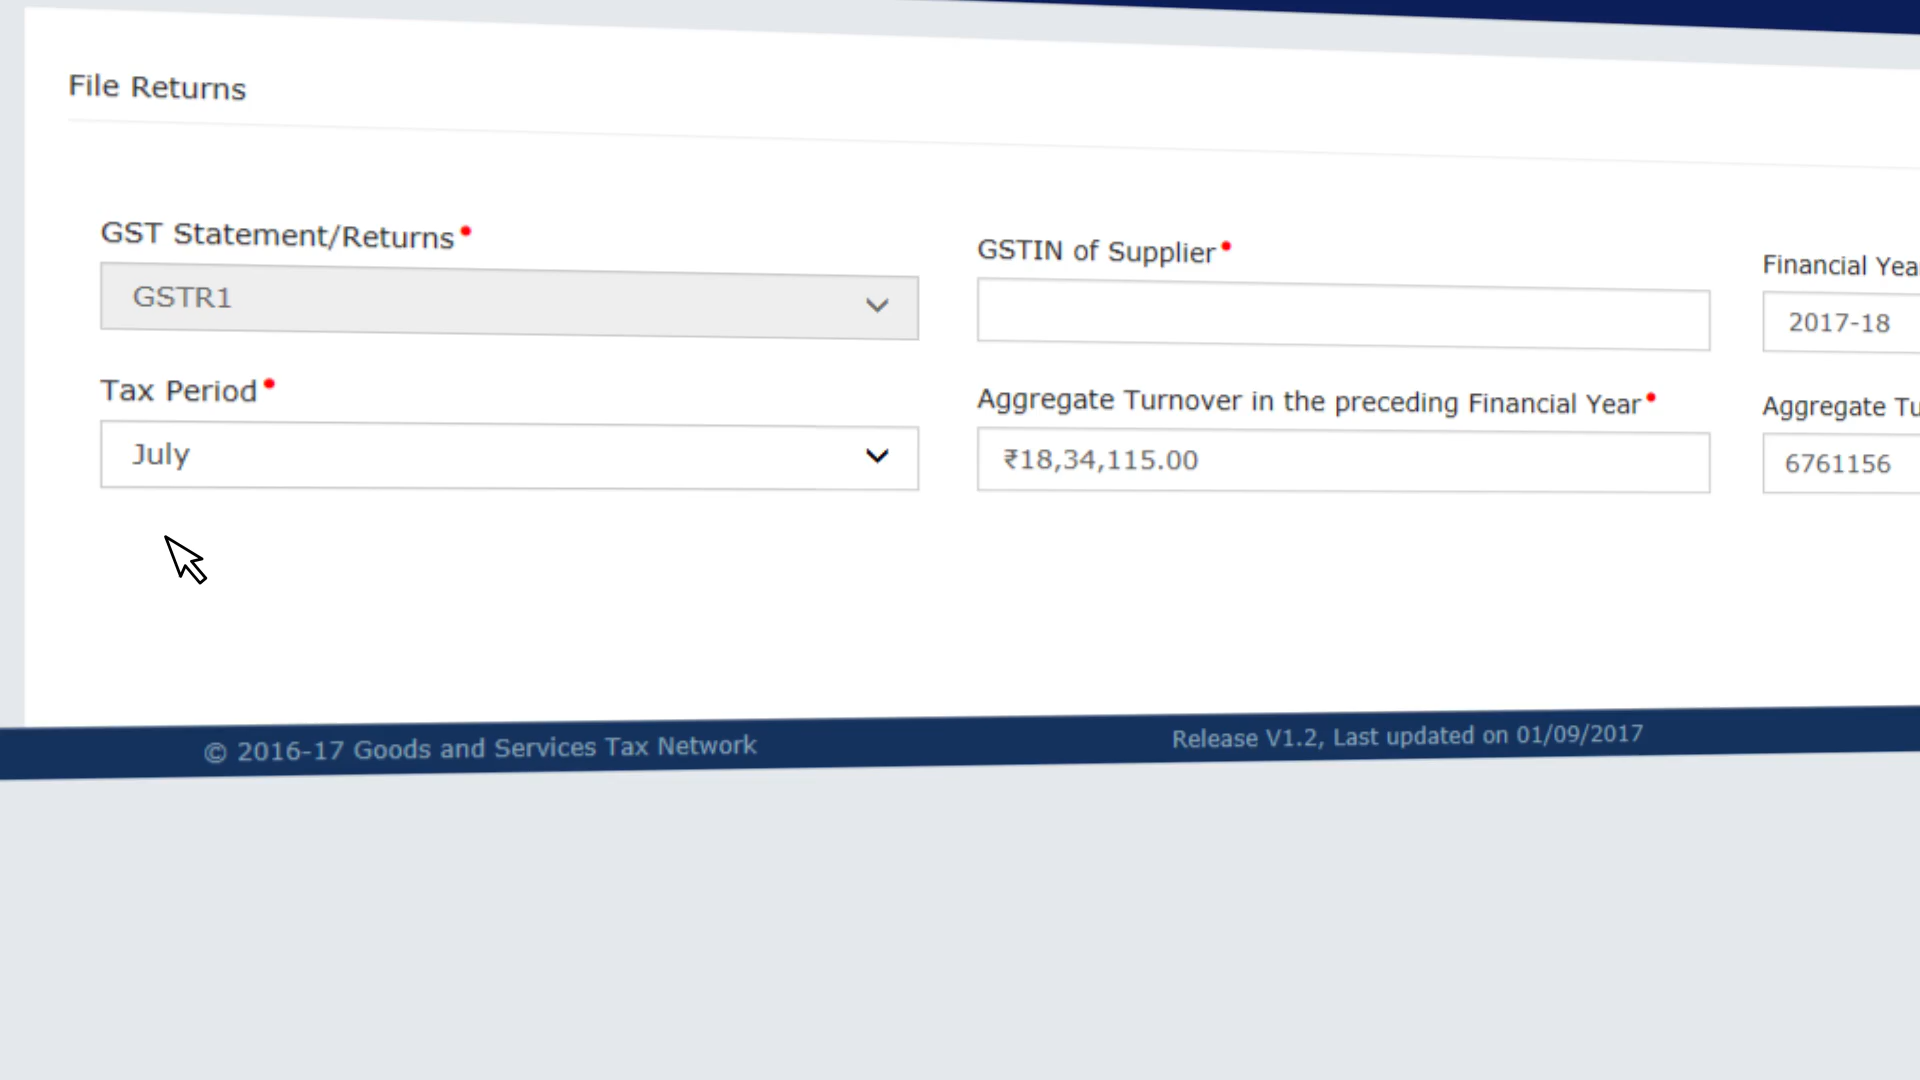 File Returns
GST Statement/Returns•
GSTIN of Supplier•
Financial
GSTR1
2017-18
Tax Period•
Aggregate Turnover in the preceding Financial Year•
Aggregate
July
₹18,34,115.00
6761156
© 2016-17 Goods and Services Tax Network
Release V1.2, Last updated on 01/09/2017